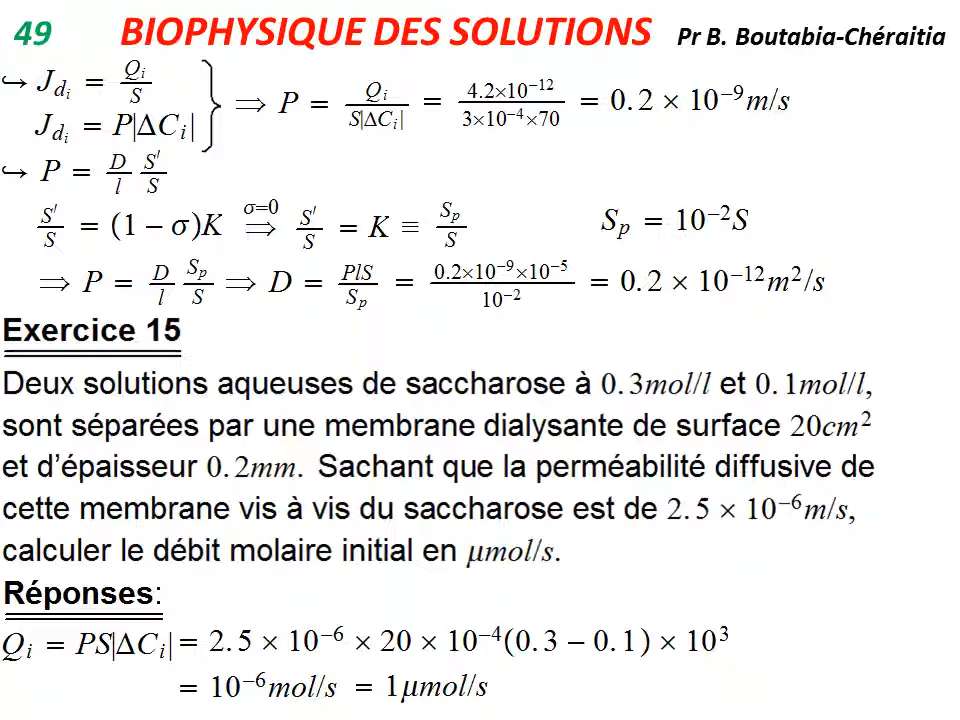 49 BIOPHYSIQUE DES SOLUTIONS Pr B. Boutabia-Chéraitia
↪ J_{d_i} = Q_i/S
J_{d_i} = P|ΔC_i| ⇒ P = Q_i/(S|ΔC_i|) = (4.2×10⁻¹²)/(3×10⁻⁴×70) = 0.2 × 10⁻⁹ m/s
↪ P = D/l S′/S
S′/S = (1 − σ)K ⇒^{σ=0} S′/S = K ≡ S_p/S S_p = 10⁻²S
⇒ P = D/l S_p/S ⇒ D = PlS/S_p = (0.2×10⁻⁹×10⁻⁵)/10⁻² = 0.2 × 10⁻¹² m²/s
Exercice 15
Deux solutions aqueuses de saccharose à 0.3mol/l et 0.1mol/l,
sont séparées par une membrane dialysante de surface 20cm²
et d'épaisseur 0.2mm. Sachant que la perméabilité diffusive de
cette membrane vis à vis du saccharose est de 2.5 × 10⁻⁶ m/s,
calculer le débit molaire initial en μmol/s.
Réponses:
Q_i = PS|ΔC_i| = 2.5 × 10⁻⁶ × 20 × 10⁻⁴(0.3 − 0.1) × 10³
= 10⁻⁶ mol/s = 1μmol/s